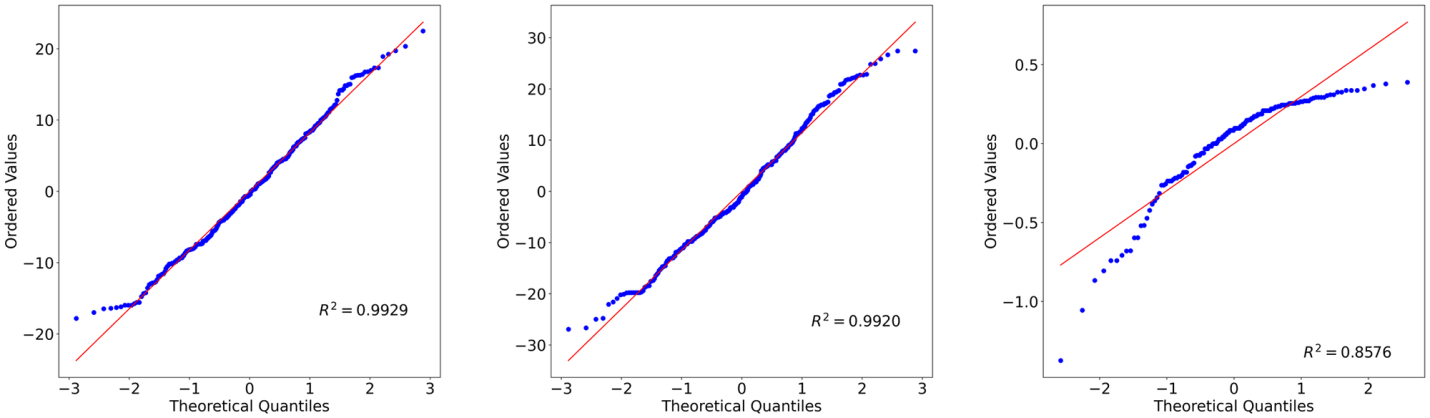 20
10
0
−10
−20
Ordered Values
R² = 0.9929
−3 −2 −1 0 1 2 3
Theoretical Quantiles
30
20
10
0
−10
−20
−30
Ordered Values
R² = 0.9920
−3 −2 −1 0 1 2 3
Theoretical Quantiles
0.5
0.0
−0.5
−1.0
Ordered Values
R² = 0.8576
−2 −1 0 1 2
Theoretical Quantiles